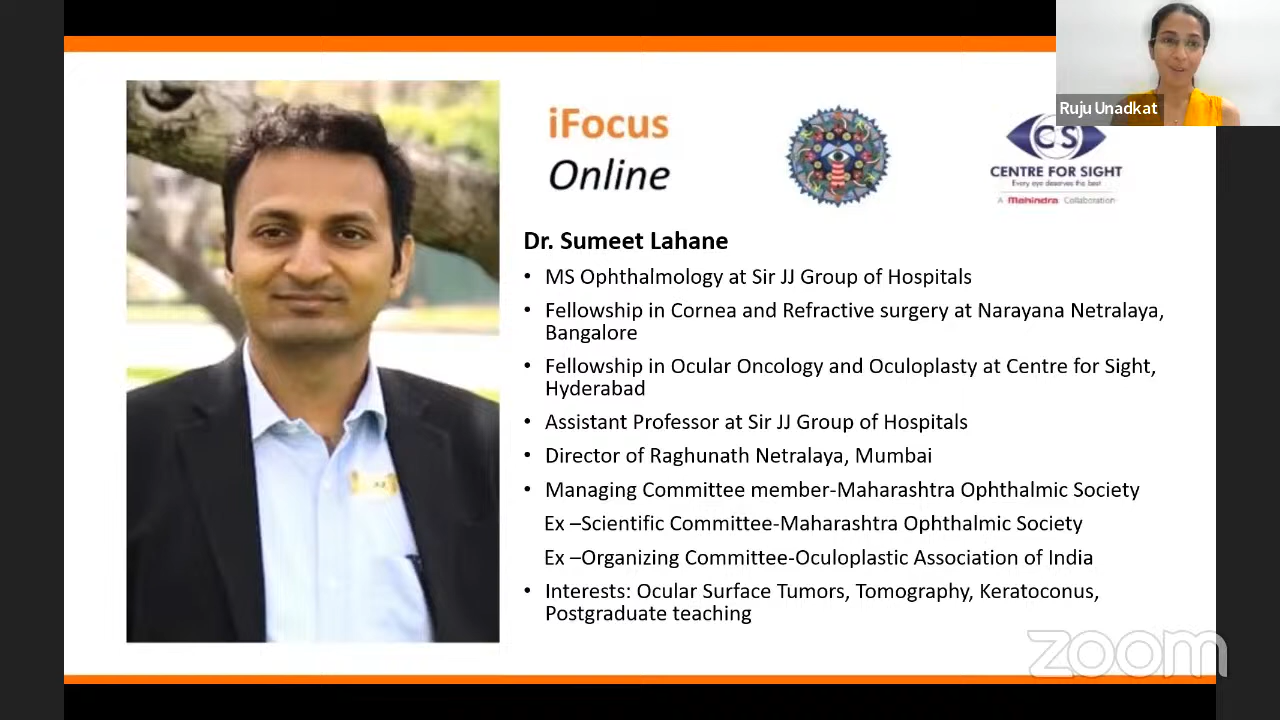 Ruju Unadkat
iFocus
Online
CS
CENTRE FOR SIGHT
Every eye deserves the best
A Mahindra Collaboration
Dr. Sumeet Lahane
• MS Ophthalmology at Sir JJ Group of Hospitals
• Fellowship in Cornea and Refractive surgery at Narayana Netralaya,
Bangalore
• Fellowship in Ocular Oncology and Oculoplasty at Centre for Sight,
Hyderabad
• Assistant Professor at Sir JJ Group of Hospitals
• Director of Raghunath Netralaya, Mumbai
• Managing Committee member-Maharashtra Ophthalmic Society
Ex –Scientific Committee-Maharashtra Ophthalmic Society
Ex –Organizing Committee-Oculoplastic Association of India
• Interests: Ocular Surface Tumors, Tomography, Keratoconus,
Postgraduate teaching
zoom